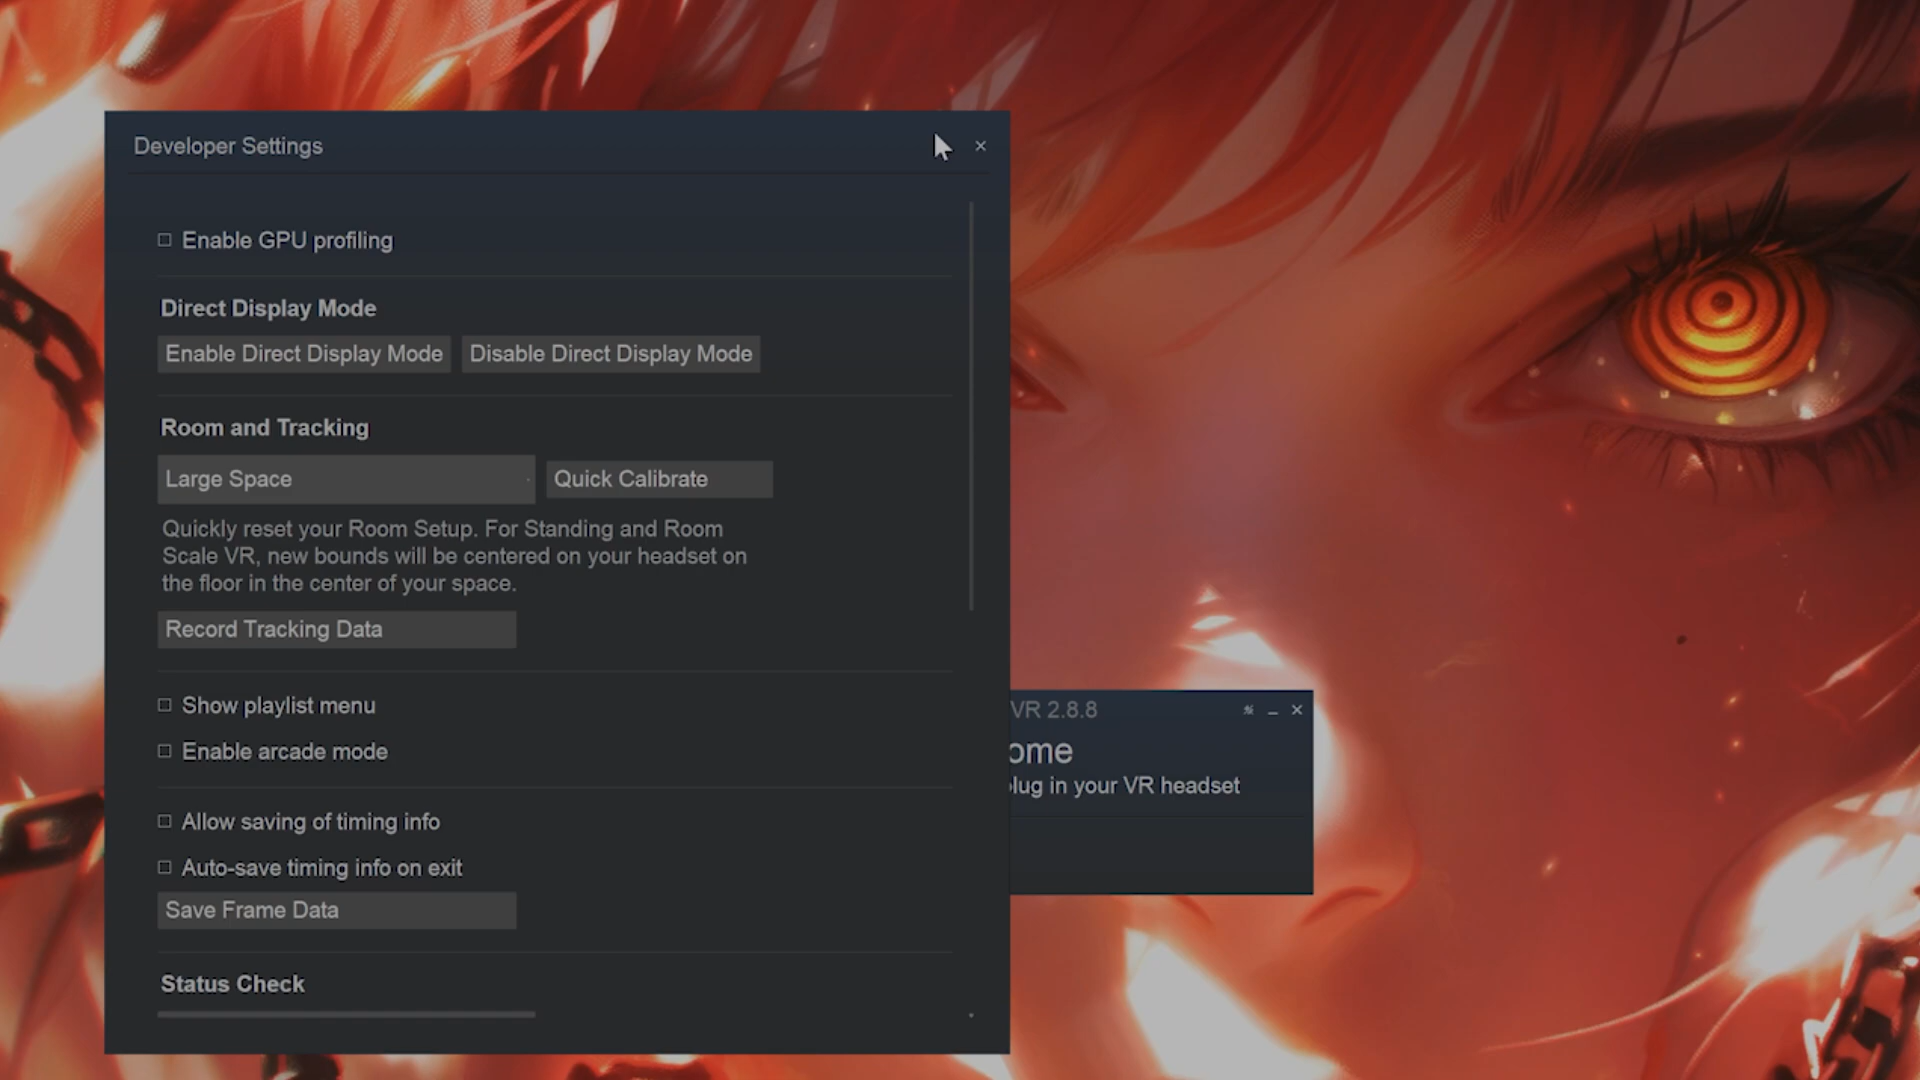 Developer Settings
Enable GPU profiling
Direct Display Mode
Enable Direct Display Mode
Disable Direct Display Mode
Room and Tracking
Large Space
Quick Calibrate
Quickly reset your Room Setup. For Standing and Room
Scale VR, new bounds will be centered on your headset on
the floor in the center of your space.
Record Tracking Data
Show playlist menu
Enable arcade mode
Allow saving of timing info
Auto-save timing info on exit
Save Frame Data
Status Check
VR 2.8.8
ome
lug in your VR headset